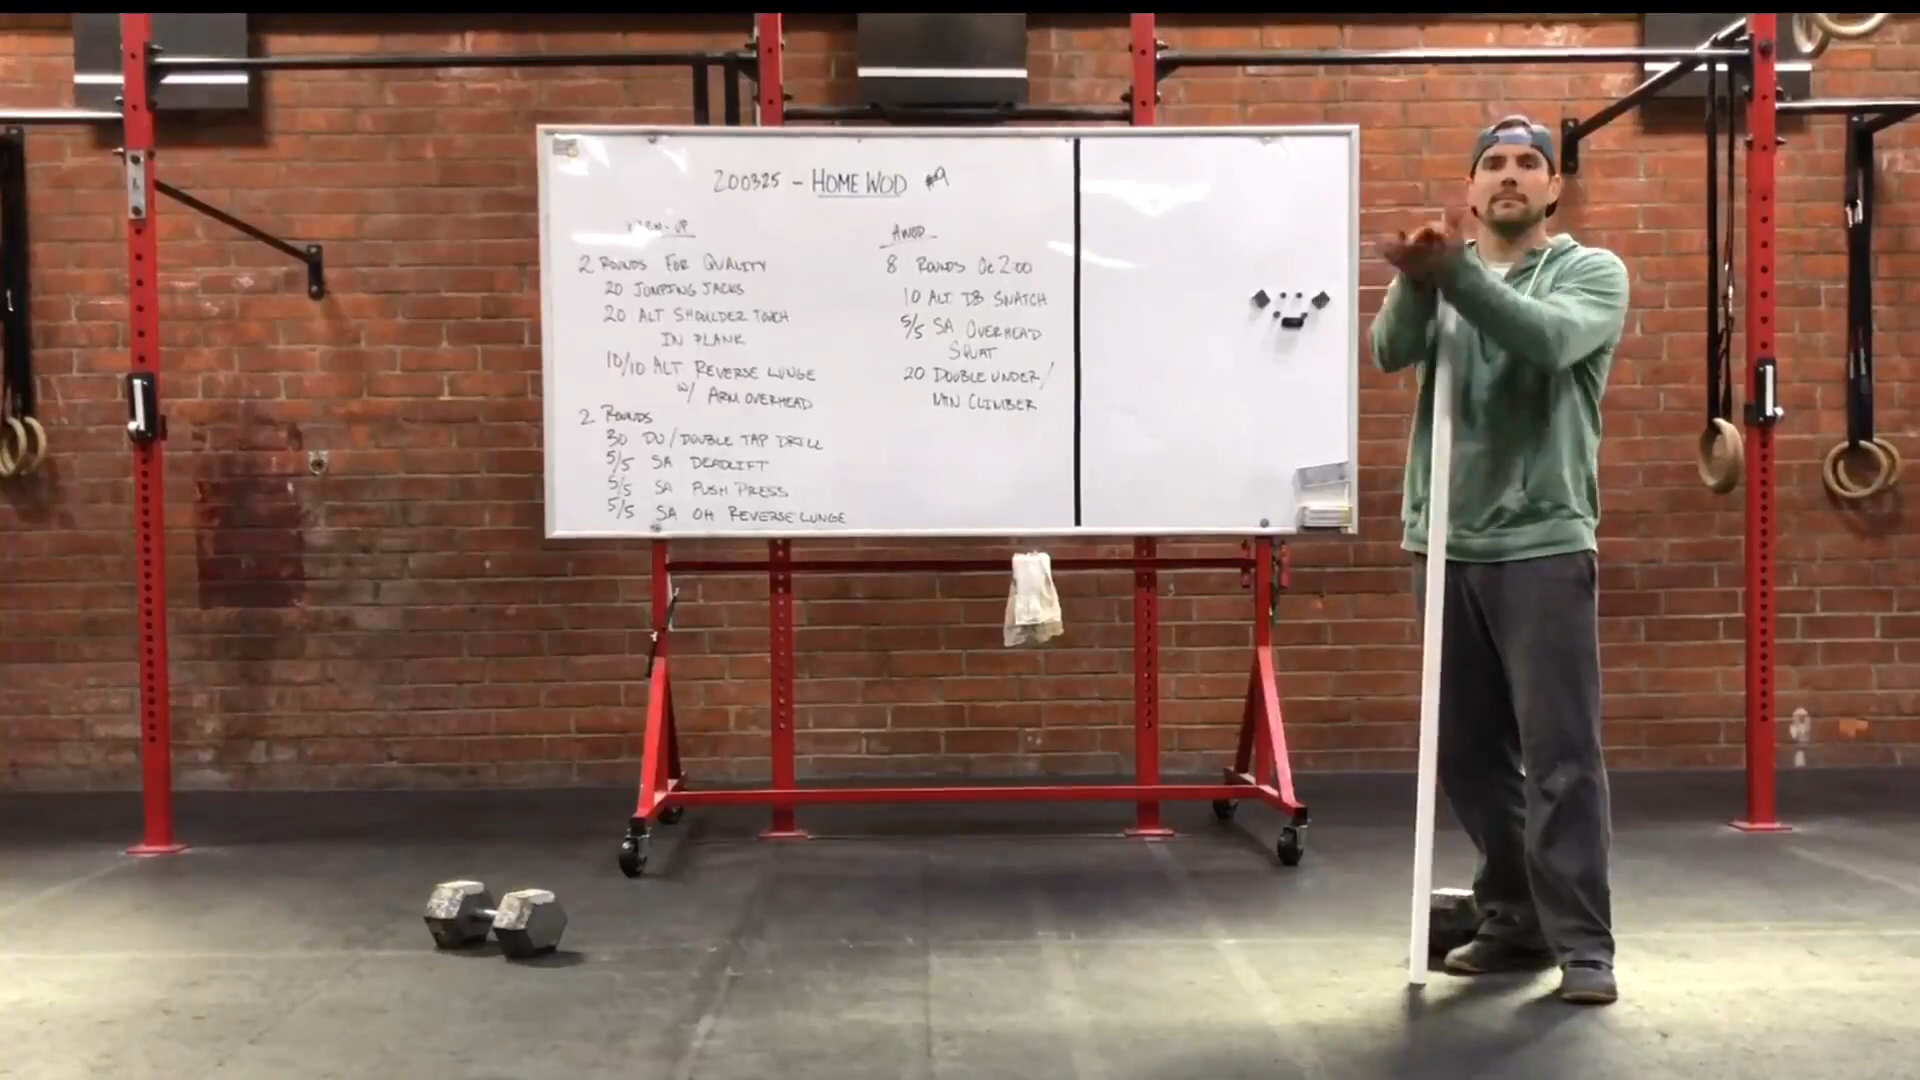 200325 - HOME WOD #9
WARM-UP
2 ROUNDS FOR QUALITY
20 JUMPING JACKS
20 ALT SHOULDER TOUCH
IN PLANK
10/10 ALT REVERSE LUNGE
W/ ARM OVERHEAD
2 ROUNDS
30 DU/DOUBLE TAP DRILL
5/5 SA DEADLIFT
5/5 SA PUSH PRESS
5/5 SA OH REVERSE LUNGE
AWOD
8 ROUNDS OC 2:00
10 ALT DB SNATCH
5/5 SA OVERHEAD
SQUAT
20 DOUBLE UNDER/
MTN CLIMBER